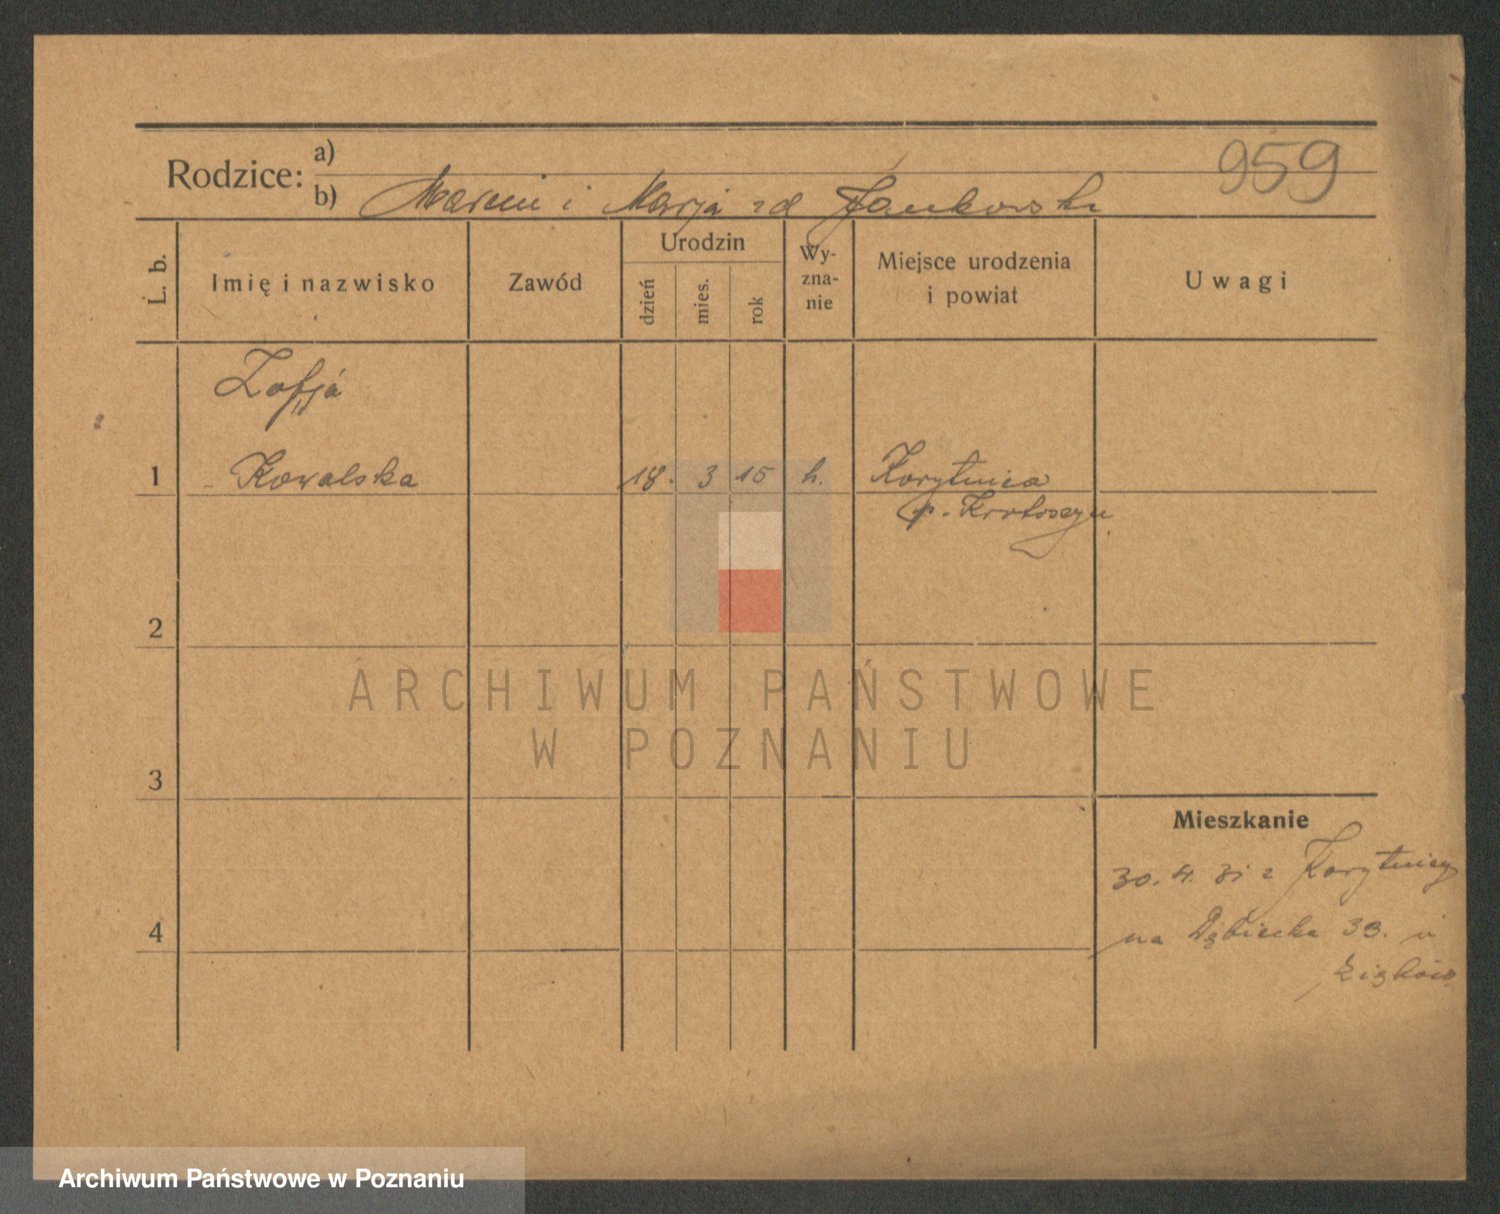 959
Rodzice:
a)
b) Marcin i Marja zd Jankowska
L. b.
Imię i nazwisko
Zawód
Urodzin
dzień
mies.
rok
Wy-
zna-
nie
Miejsce urodzenia
i powiat
Uwagi
Zofja
1 Kowalska 18. 3 15 k. Korytnica
p. Krotoszyn
2
3
4
Mieszkanie
30. 4. 31 z Korytnicy
na Dębiecka 33. u
ARCHIWUM PAŃSTWOWE
W POZNANIU
Archiwum Państwowe w Poznaniu